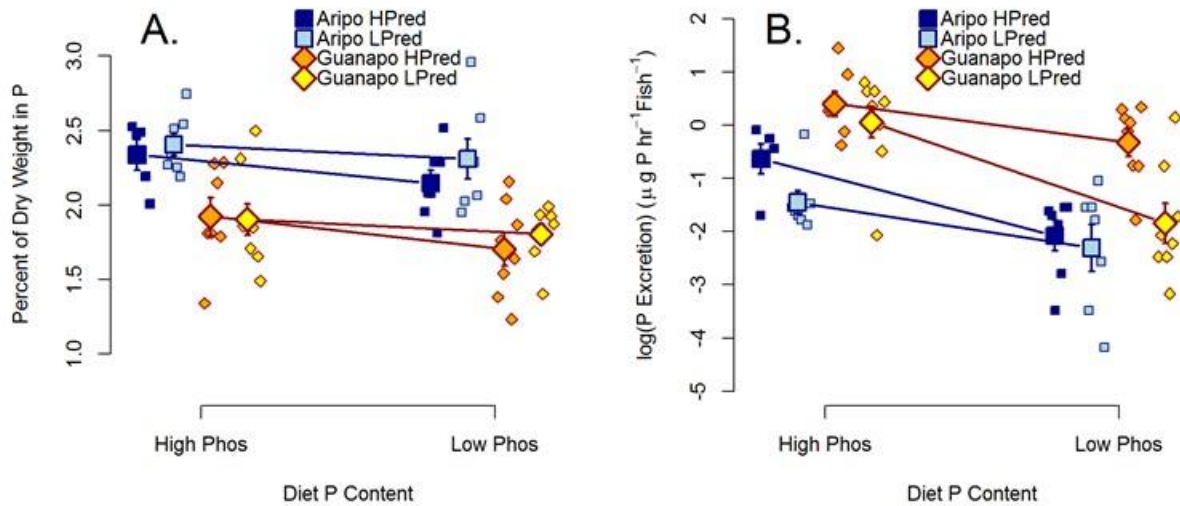 A.
Aripo HPred
Aripo LPred
Guanapo HPred
Guanapo LPred
Percent of Dry Weight in P
3.0
2.5
2.0
1.5
1.0
High Phos
Low Phos
Diet P Content
B.
Aripo HPred
Aripo LPred
Guanapo HPred
Guanapo LPred
log(P Excretion) (μ g P hr⁻¹Fish⁻¹)
2
1
0
-1
-2
-3
-4
-5
High Phos
Low Phos
Diet P Content